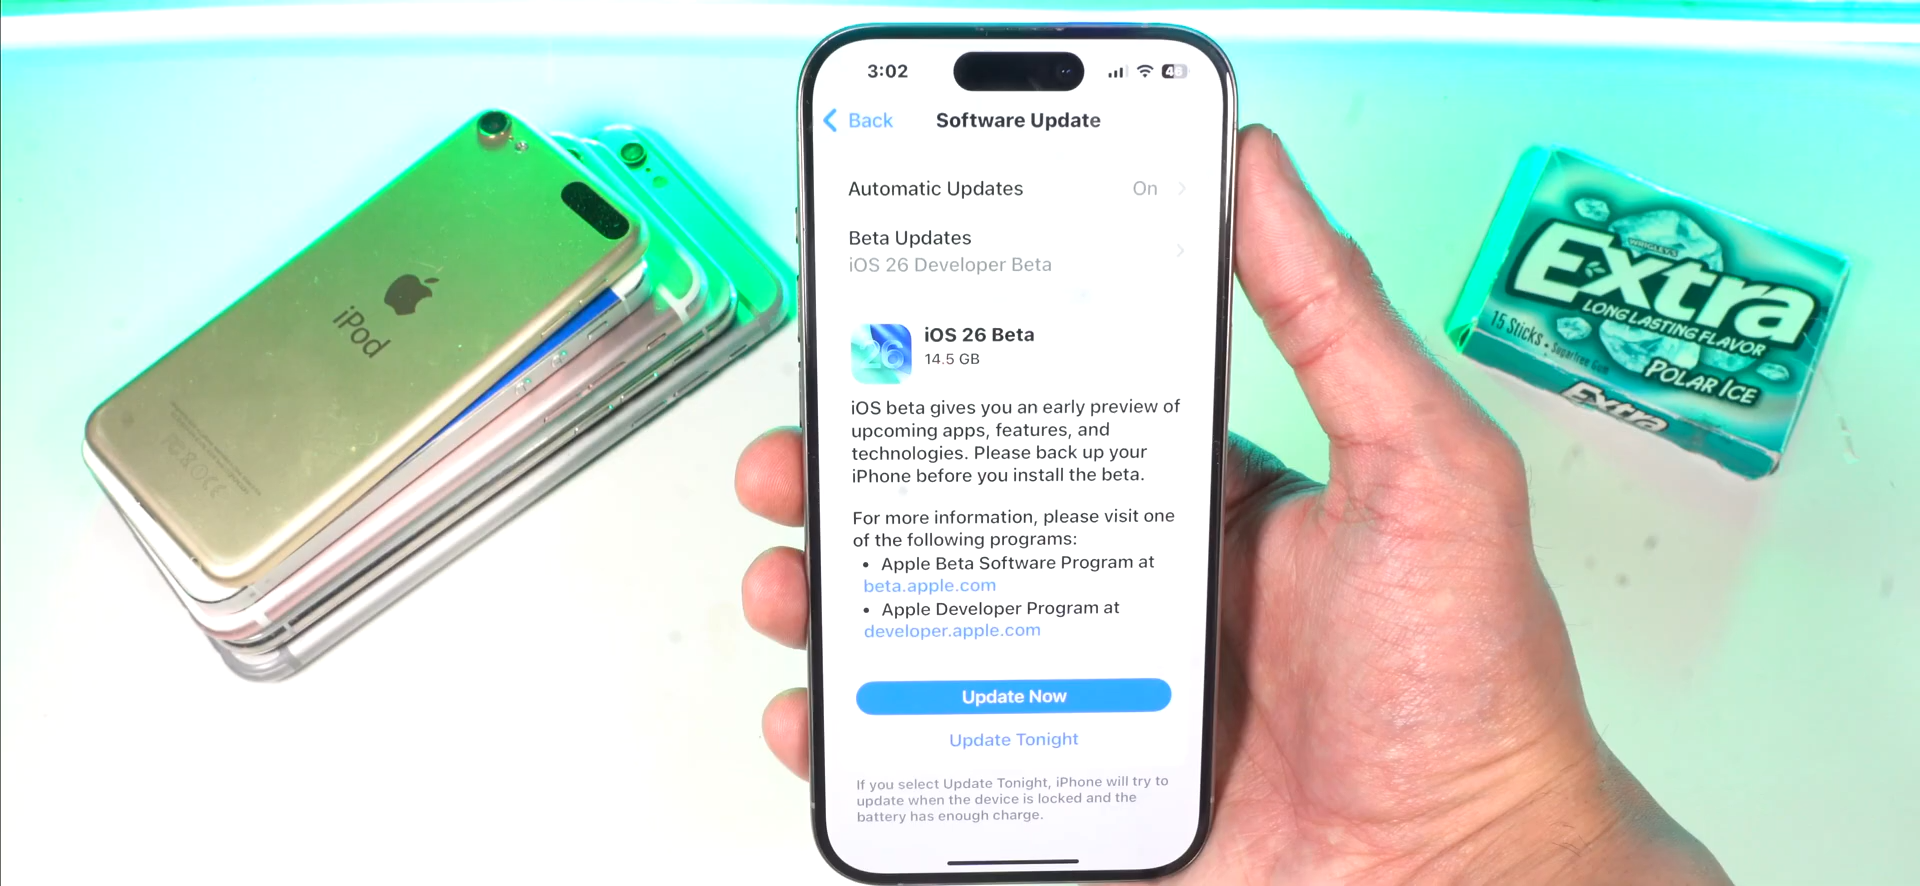 3:02
46
Back
Software Update
Automatic Updates
On
Beta Updates
iOS 26 Developer Beta
26
iOS 26 Beta
14.5 GB
iOS beta gives you an early preview of
upcoming apps, features, and
technologies. Please back up your
iPhone before you install the beta.
For more information, please visit one
of the following programs:
• Apple Beta Software Program at
beta.apple.com
• Apple Developer Program at
developer.apple.com
Update Now
Update Tonight
If you select Update Tonight, iPhone will try to
update when the device is locked and the
battery has enough charge.
iPod
WRIGLEY'S
Extra
LONG LASTING FLAVOR
15 Sticks • Sugarfree Gum
POLAR ICE
Extra